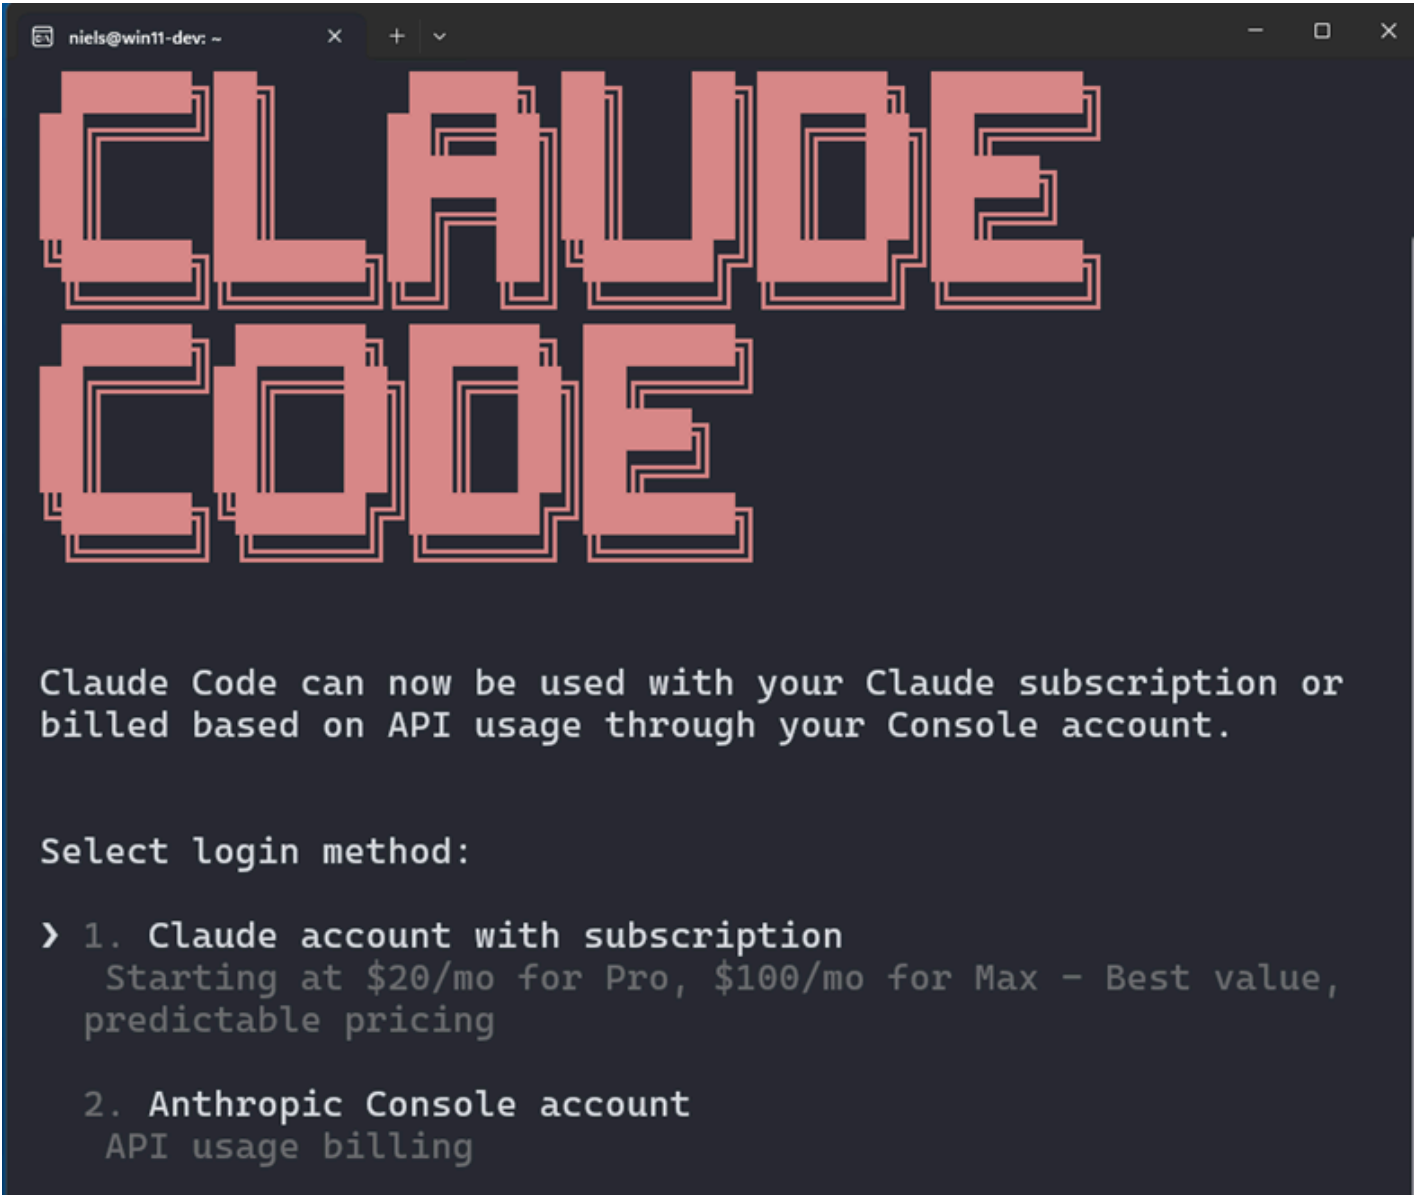 niels@win11-dev: ~
CLAUDE
CODE
Claude Code can now be used with your Claude subscription or
billed based on API usage through your Console account.
Select login method:
❯ 1. Claude account with subscription
Starting at $20/mo for Pro, $100/mo for Max - Best value,
predictable pricing
2. Anthropic Console account
API usage billing